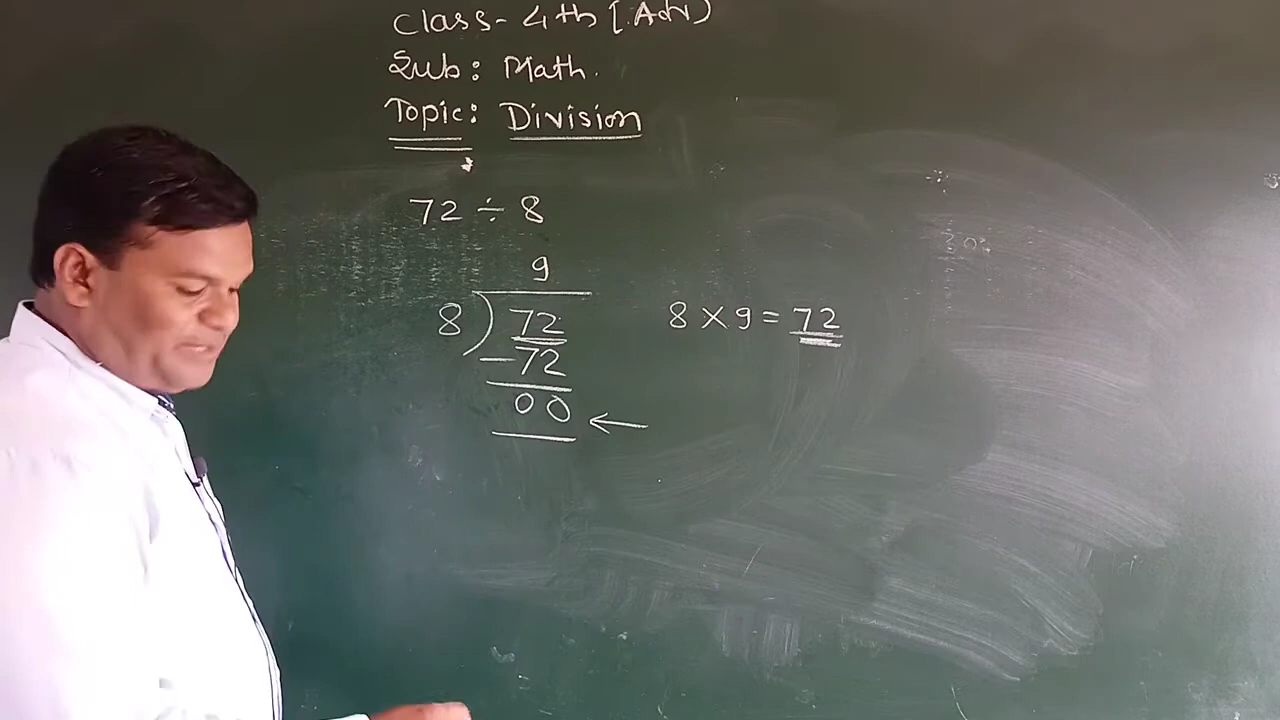 Class- 4th (Adv)
Sub: Math.
Topic: Division
72 ÷ 8
9
8 ) 72 8 × 9 = 72
-72
00 ←